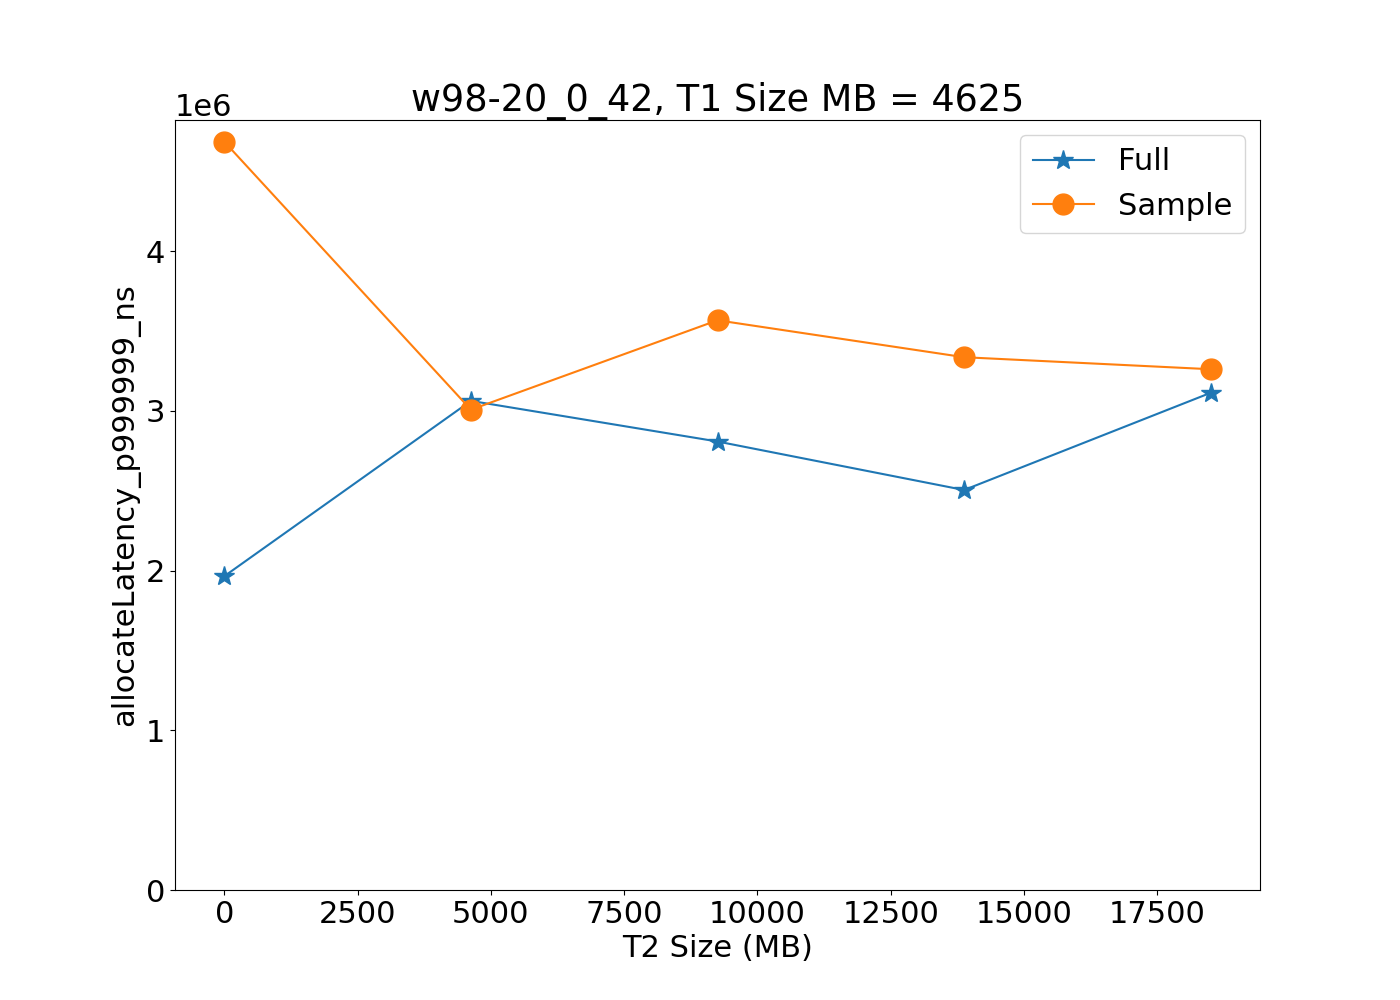 w98-20_0_42, T1 Size MB = 4625
1e6
Full
Sample
4
3
2
1
0
allocateLatency_p999999_ns
0 2500 5000 7500 10000 12500 15000 17500
T2 Size (MB)